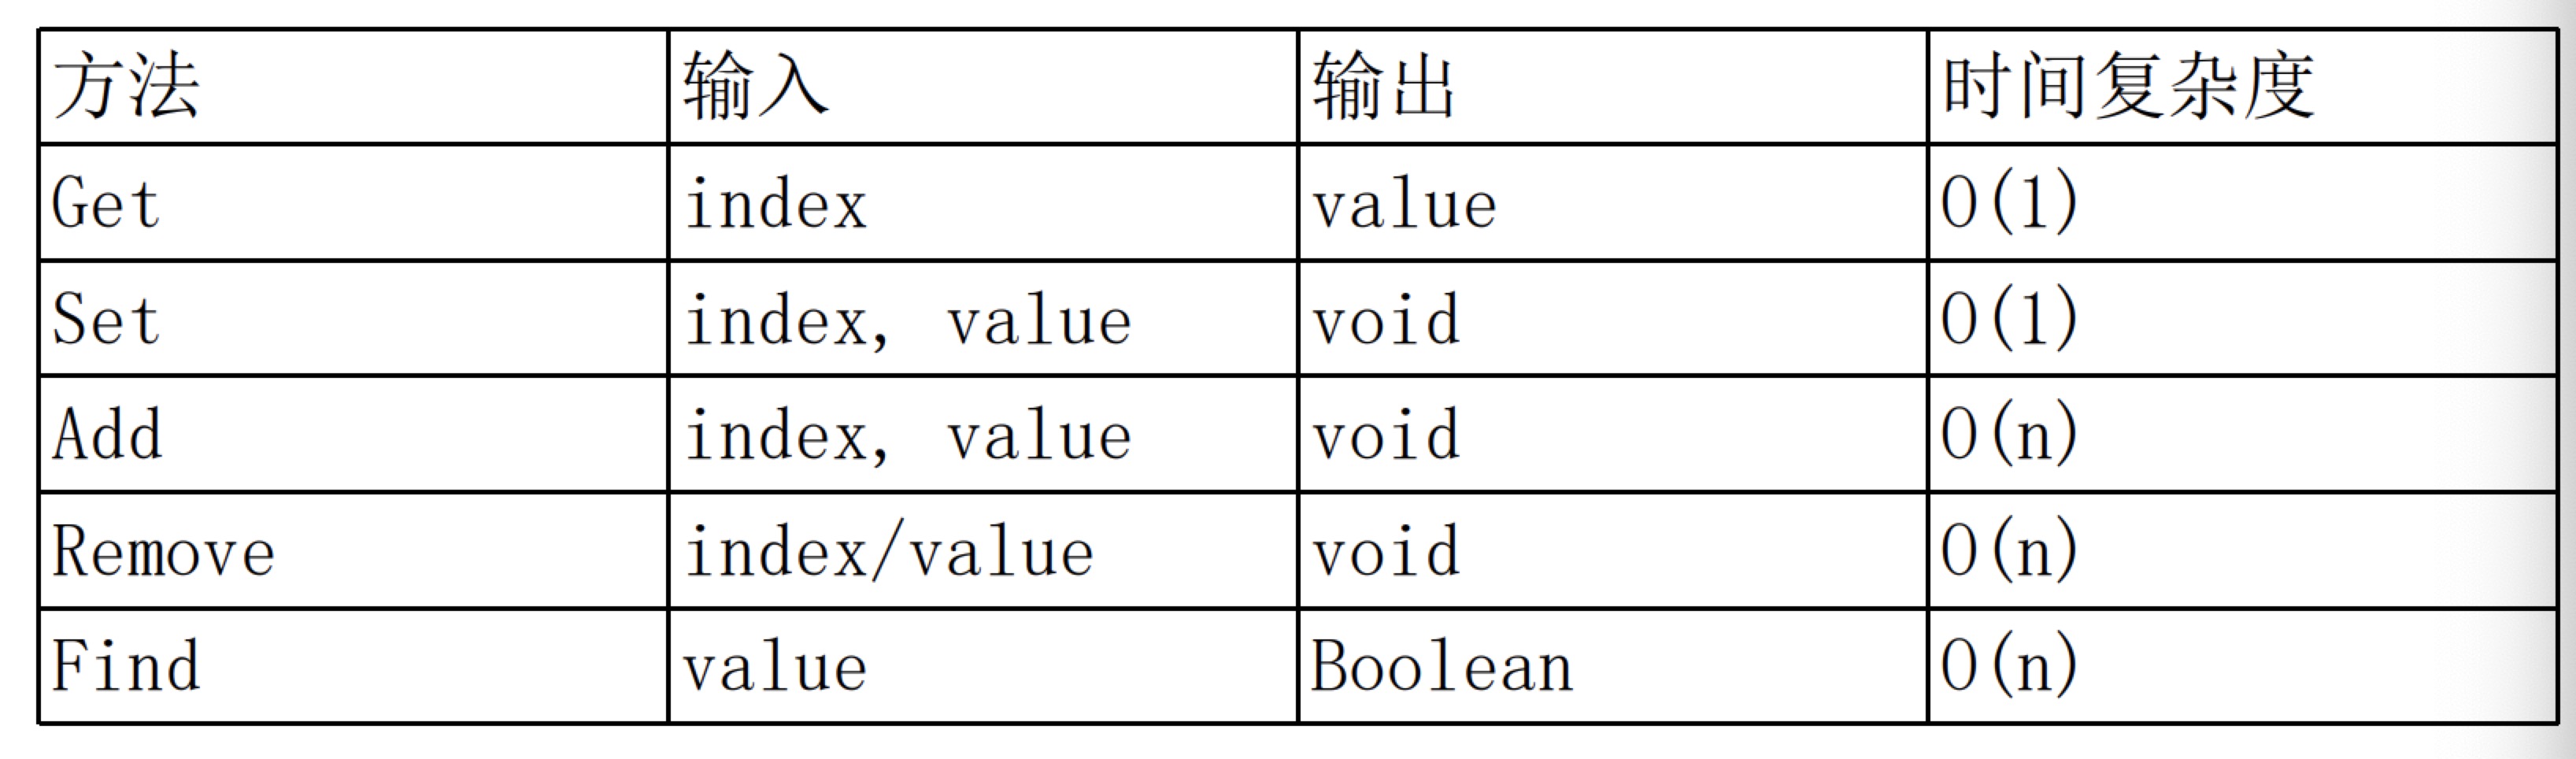 方法 输入 输出 时间复杂度
Get index value O(1)
Set index, value void O(1)
Add index, value void O(n)
Remove index/value void O(n)
Find value Boolean O(n)